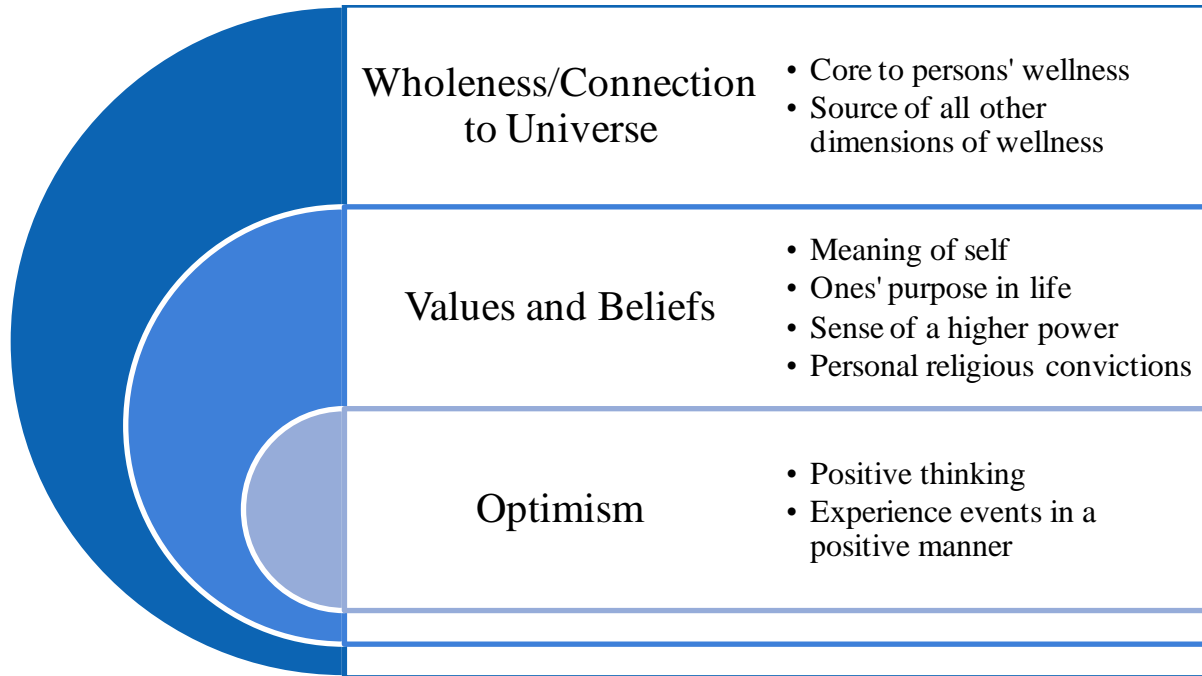 Wholeness/Connection
to Universe
• Core to persons' wellness
• Source of all other
dimensions of wellness
Values and Beliefs
• Meaning of self
• Ones' purpose in life
• Sense of a higher power
• Personal religious convictions
Optimism
• Positive thinking
• Experience events in a
positive manner